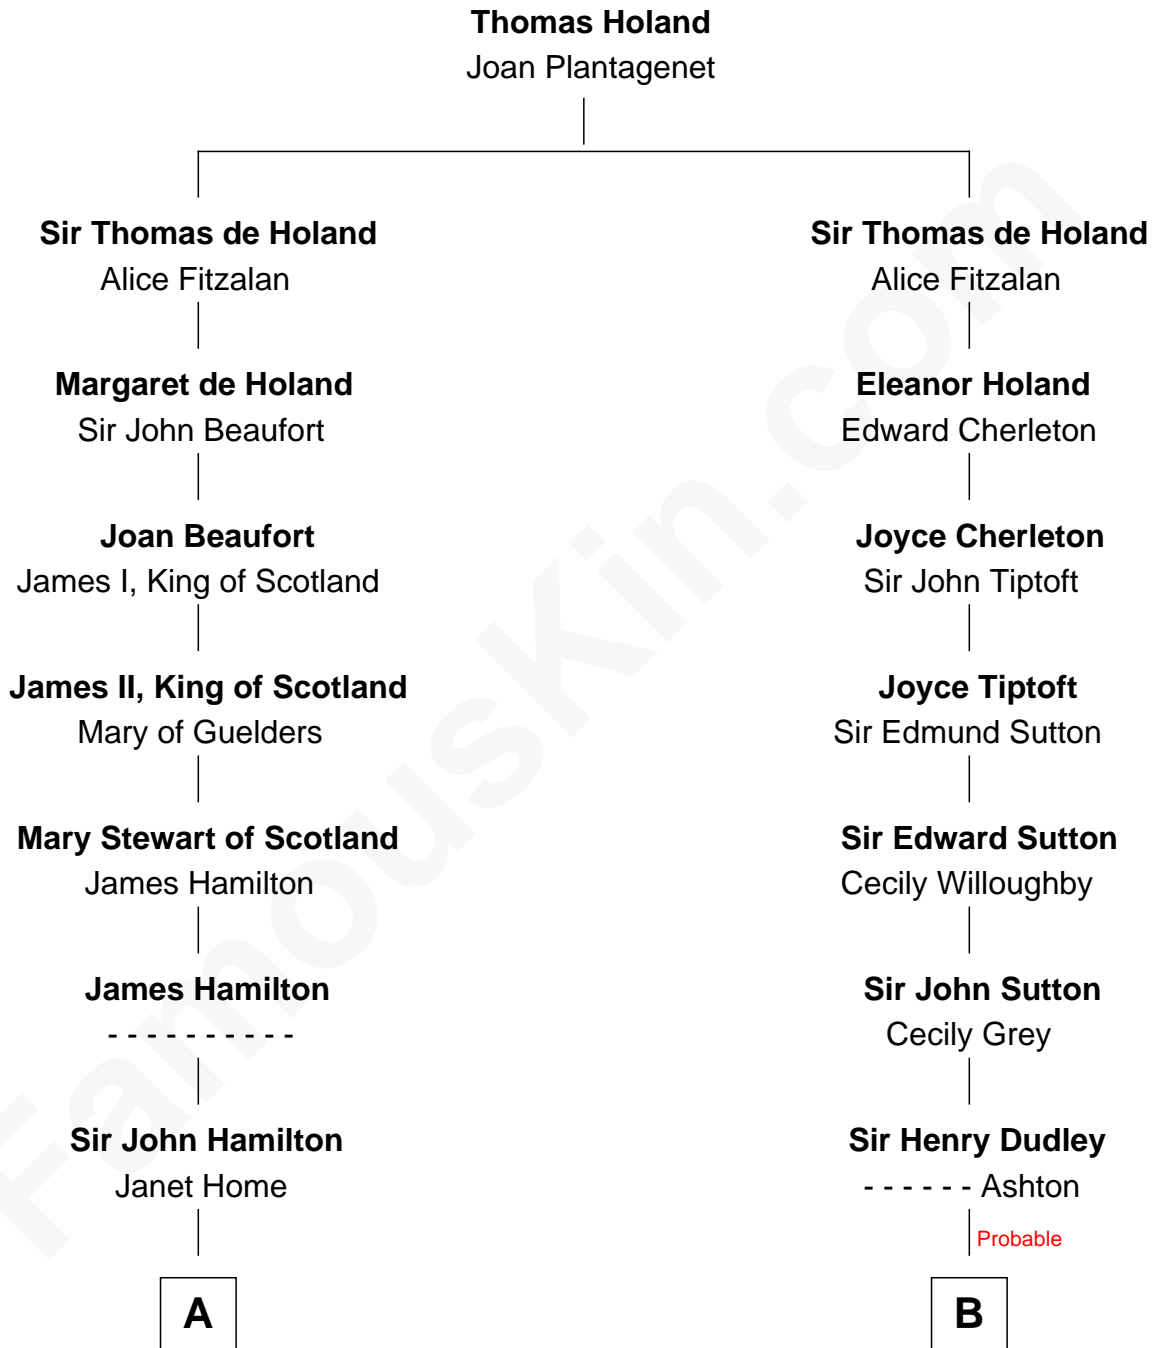 Thomas Holand
Joan Plantagenet
Sir Thomas de Holand
Alice Fitzalan
Margaret de Holand
Sir John Beaufort
Joan Beaufort
James I, King of Scotland
James II, King of Scotland
Mary of Guelders
Mary Stewart of Scotland
James Hamilton
James Hamilton
- - - - - - - - - -
Sir John Hamilton
Janet Home
A
Sir Thomas de Holand
Alice Fitzalan
Eleanor Holand
Edward Cherleton
Joyce Cherleton
Sir John Tiptoft
Joyce Tiptoft
Sir Edmund Sutton
Sir Edward Sutton
Cecily Willoughby
Sir John Sutton
Cecily Grey
Sir Henry Dudley
- - - - - - Ashton
Probable
B
FamousKin.com